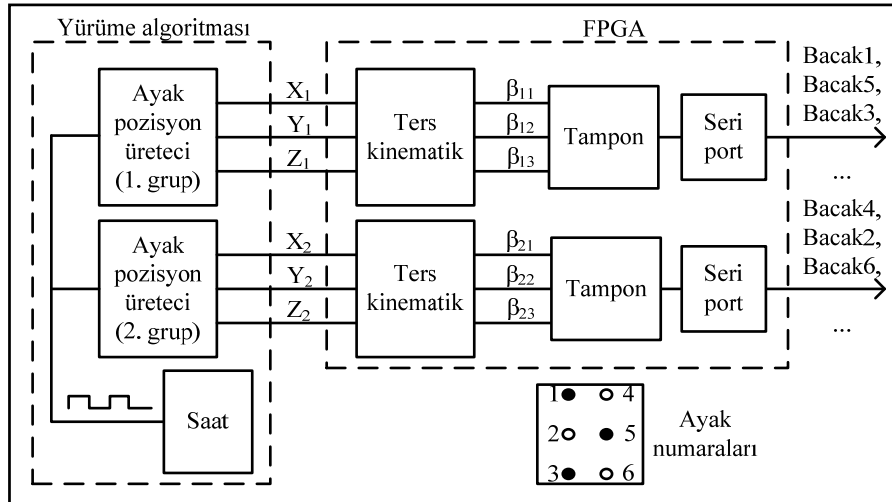 Yürüme algoritması
FPGA
Ayak
pozisyon
üreteci
(1. grup)
X₁
Y₁
Z₁
Ters
kinematik
β₁₁
β₁₂
β₁₃
Tampon
Seri
port
Bacak1,
Bacak5,
Bacak3,
...
Ayak
pozisyon
üreteci
(2. grup)
X₂
Y₂
Z₂
Ters
kinematik
β₂₁
β₂₂
β₂₃
Tampon
Seri
port
Bacak4,
Bacak2,
Bacak6,
...
Saat
1 4
2 5
3 6
Ayak
numaraları